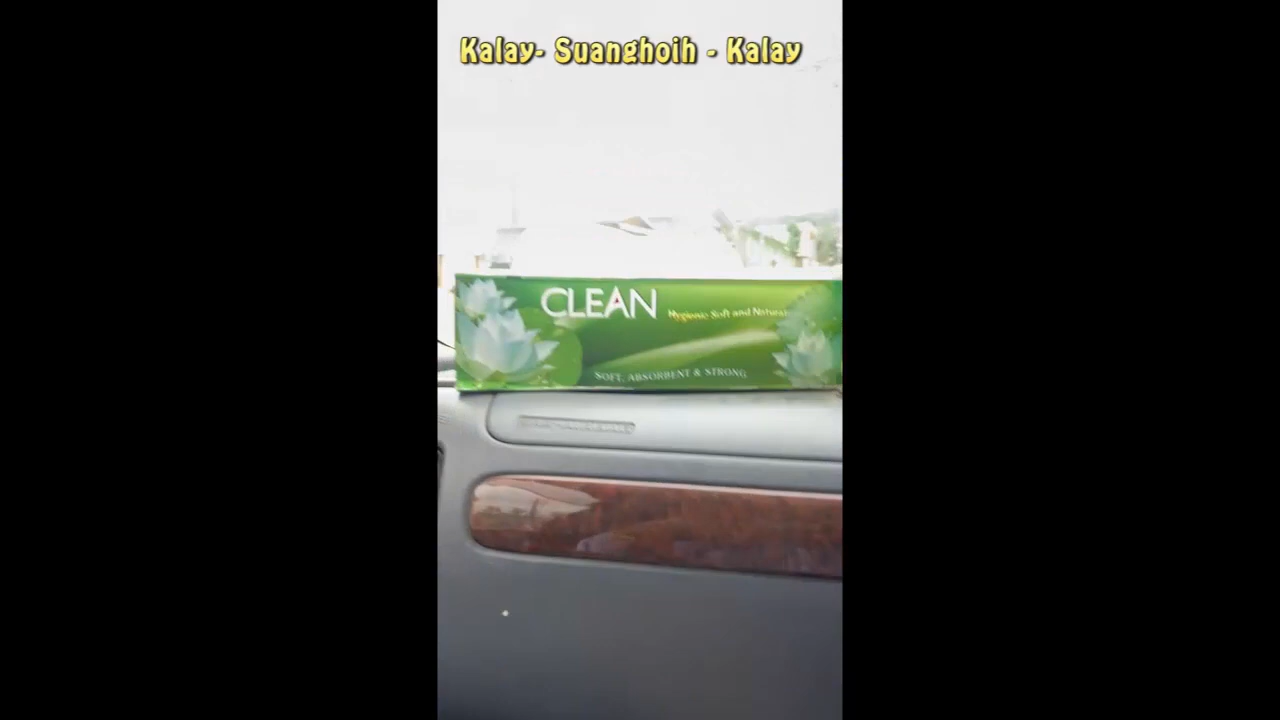 Kalay- Suanghoih - Kalay
CLEAN
Hygienic Soft and Natural
SOFT, ABSORBENT & STRONG